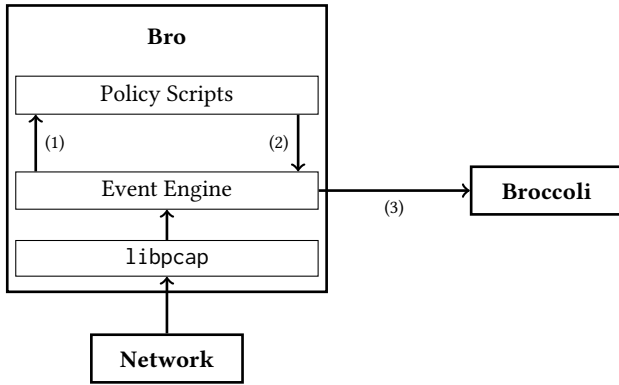 Bro
Policy Scripts
(1)
(2)
Event Engine
(3)
Broccoli
libpcap
Network